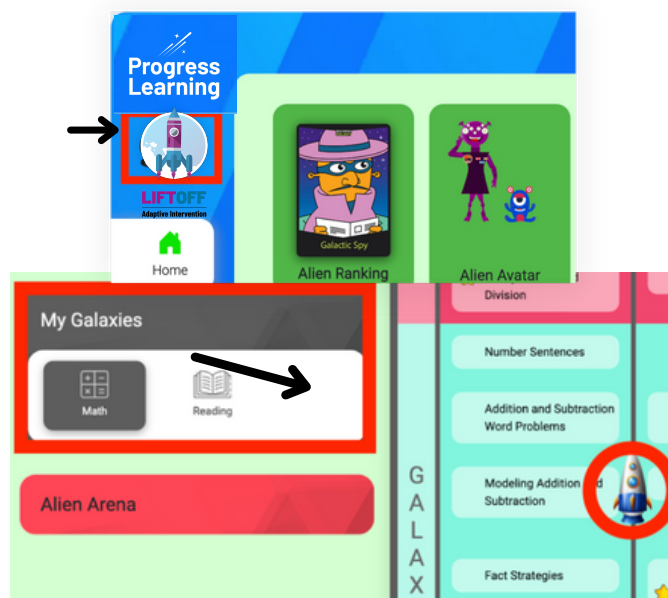 Progress
Learning
LIFTOFF
Adaptive Intervention
Home
Galactic Spy
Alien Ranking
Alien Avatar
My Galaxies
Math
Reading
Alien Arena
GALAX
Division
Number Sentences
Addition and Subtraction
Word Problems
Modeling Addition and
Subtraction
Fact Strategies